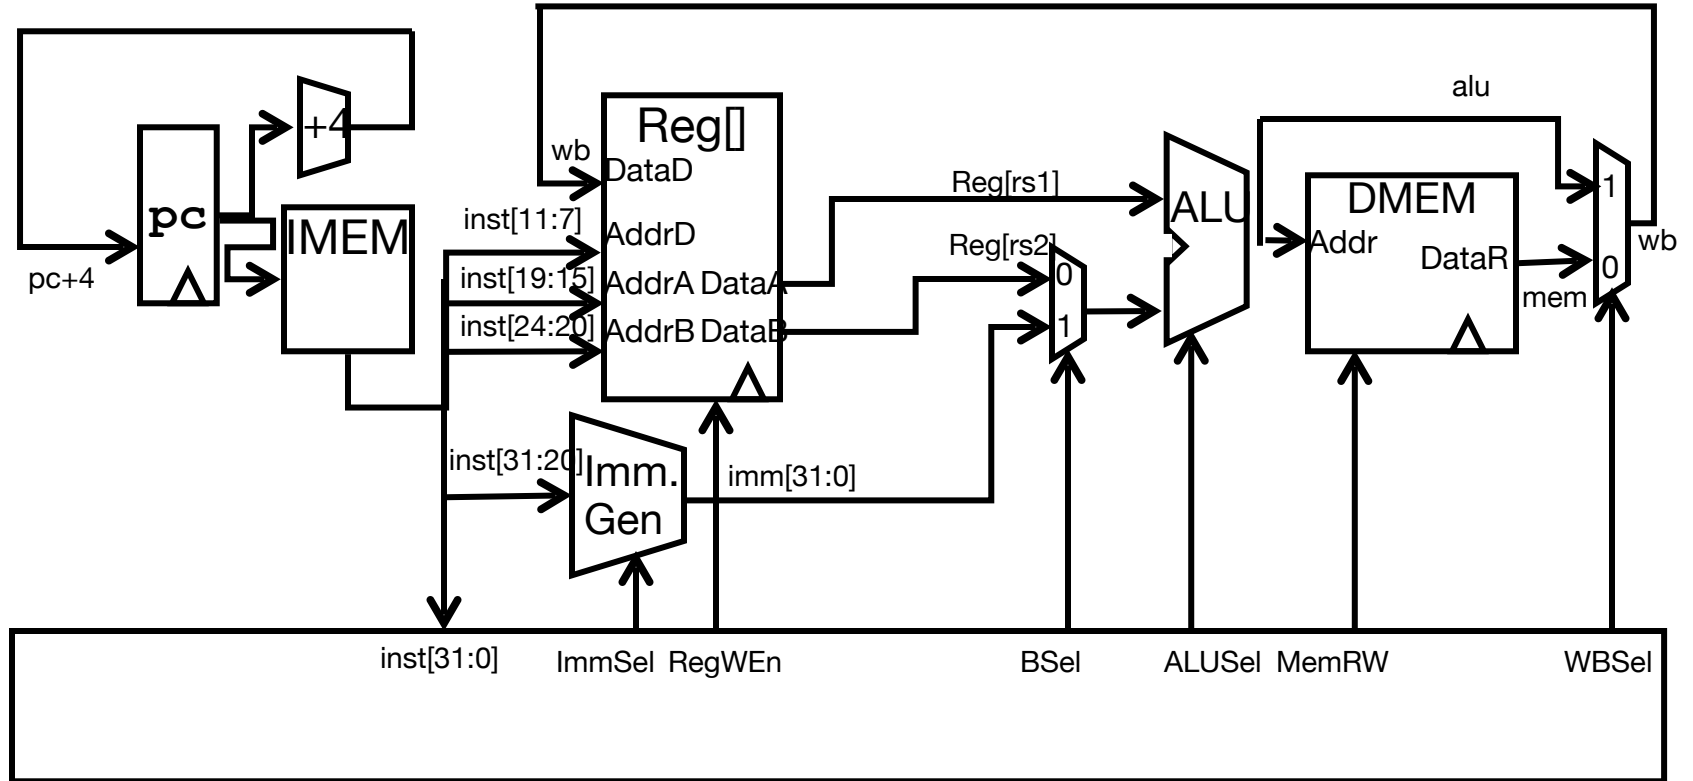 alu
+4
Reg[]
wb
DataD
pc
IMEM
inst[11:7]
AddrD
Reg[rs1]
ALU
DMEM
1
pc+4
inst[19:15]
AddrA
DataA
Reg[rs2]
0
Addr
DataR
wb
0
mem
inst[24:20]
AddrB
DataB
1
inst[31:20]
Imm.
Gen
imm[31:0]
inst[31:0]
ImmSel
RegWEn
BSel
ALUSel
MemRW
WBSel